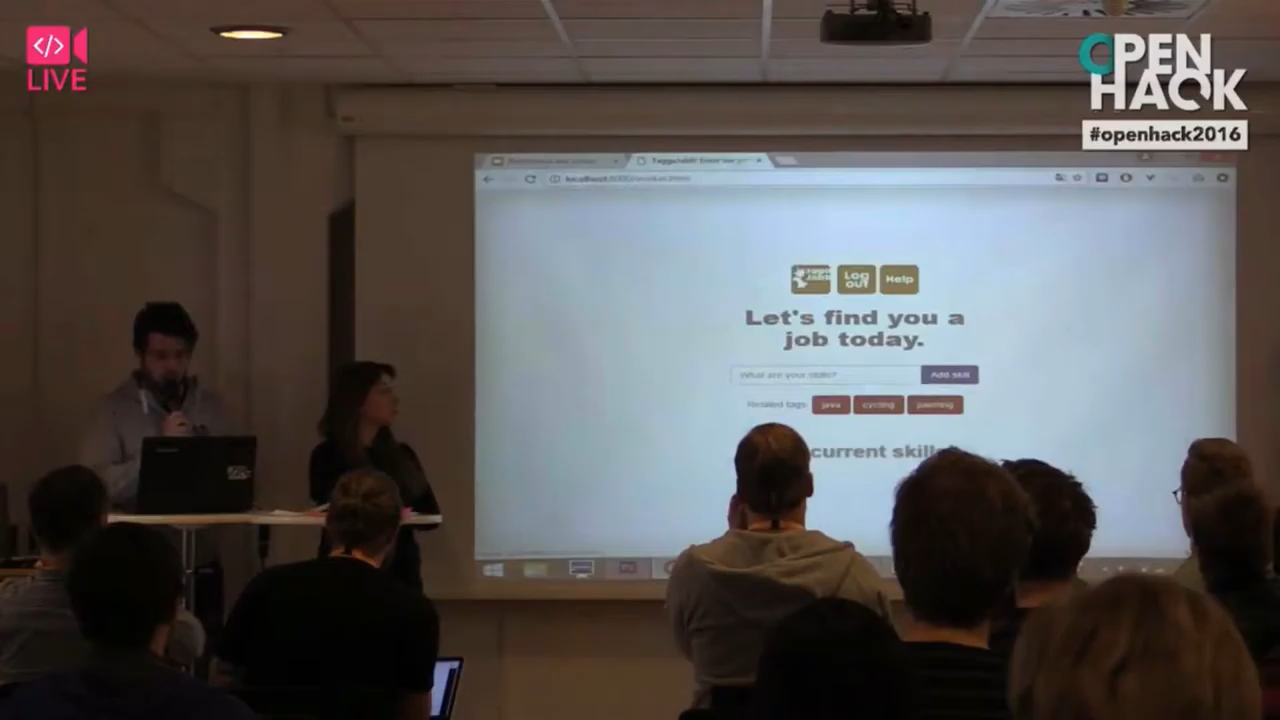 LIVE
OPEN
HACK
#openhack2016
Log
out
Help
Let's find you a
job today.
What are your skills?
Add skill
Related tags:
java
cycling
current skills